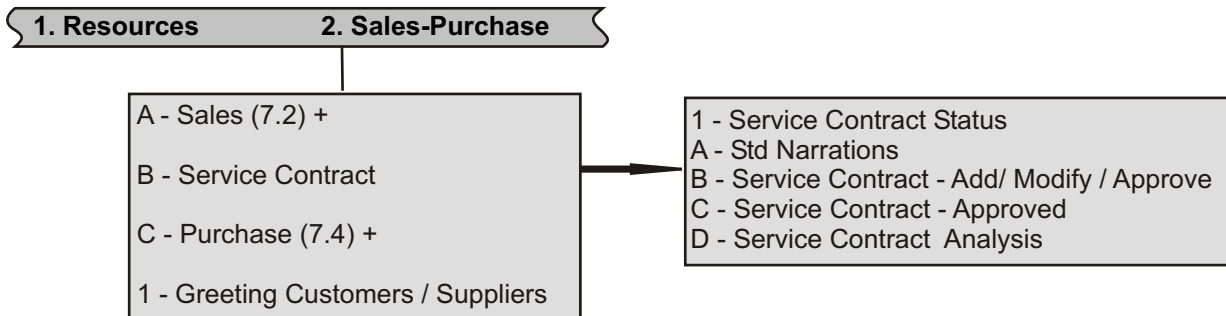 1. Resources 2. Sales-Purchase
A - Sales (7.2) +
B - Service Contract
C - Purchase (7.4) +
1 - Greeting Customers / Suppliers
1 - Service Contract Status
A - Std Narrations
B - Service Contract - Add/ Modify / Approve
C - Service Contract - Approved
D - Service Contract Analysis